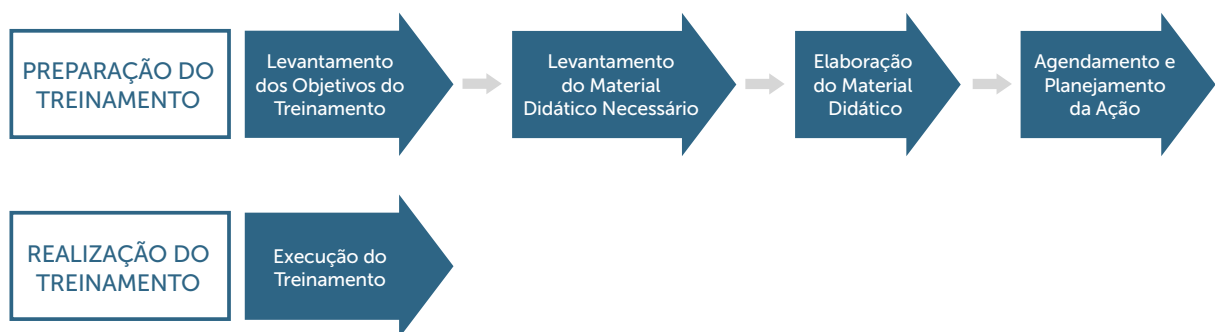 PREPARAÇÃO DO
TREINAMENTO
Levantamento
dos Objetivos do
Treinamento
Levantamento
do Material
Didático Necessário
Elaboração
do Material
Didático
Agendamento e
Planejamento
da Ação
REALIZAÇÃO DO
TREINAMENTO
Execução do
Treinamento